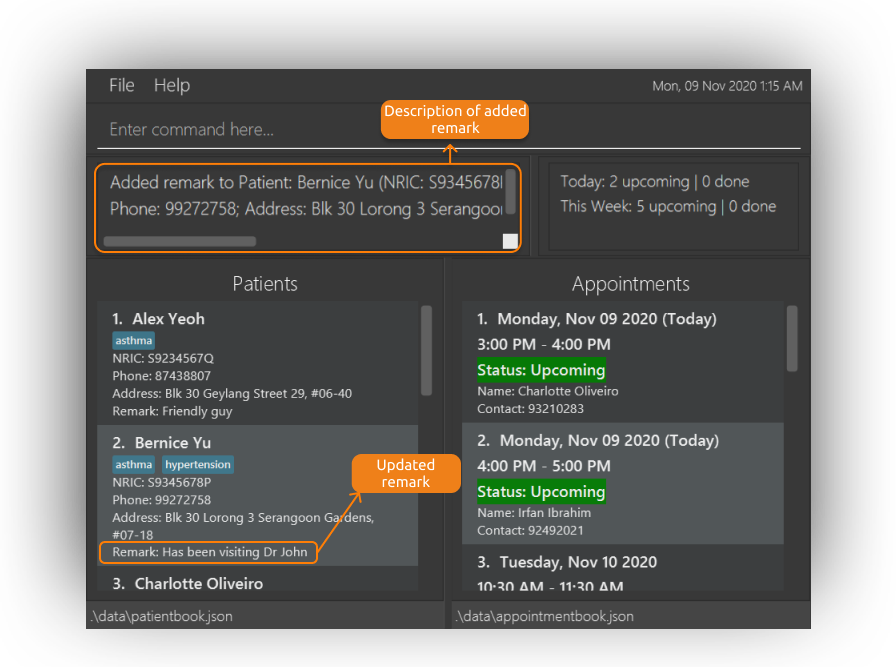 File Help
Mon, 09 Nov 2020 1:15 AM
Enter command here...
Description of added
remark
Added remark to Patient: Bernice Yu (NRIC: S9345678
Phone: 99272758; Address: Blk 30 Lorong 3 Serangoo
Today: 2 upcoming | 0 done
This Week: 5 upcoming | 0 done
Patients
1. Alex Yeoh
asthma
NRIC: S9234567Q
Phone: 87438807
Address: Blk 30 Geylang Street 29, #06-40
Remark: Friendly guy
2. Bernice Yu
asthma hypertension
NRIC: S9345678P
Phone: 99272758
Address: Blk 30 Lorong 3 Serangoon Gardens,
#07-18
Remark: Has been visiting Dr John
Updated
remark
3. Charlotte Oliveiro
Appointments
1. Monday, Nov 09 2020 (Today)
3:00 PM - 4:00 PM
Status: Upcoming
Name: Charlotte Oliveiro
Contact: 93210283
2. Monday, Nov 09 2020 (Today)
4:00 PM - 5:00 PM
Status: Upcoming
Name: Irfan Ibrahim
Contact: 92492021
3. Tuesday, Nov 10 2020
10:30 AM - 11:30 AM
.\data\patientbook.json
.\data\appointmentbook.json